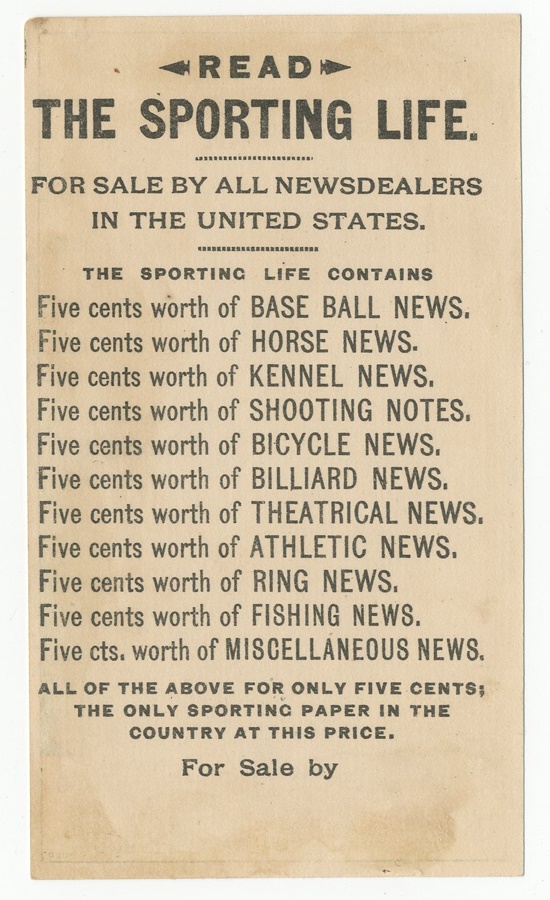 READ
THE SPORTING LIFE.
FOR SALE BY ALL NEWSDEALERS
IN THE UNITED STATES.
THE SPORTING LIFE CONTAINS
Five cents worth of BASE BALL NEWS.
Five cents worth of HORSE NEWS.
Five cents worth of KENNEL NEWS.
Five cents worth of SHOOTING NOTES.
Five cents worth of BICYCLE NEWS.
Five cents worth of BILLIARD NEWS.
Five cents worth of THEATRICAL NEWS.
Five cents worth of ATHLETIC NEWS.
Five cents worth of RING NEWS.
Five cents worth of FISHING NEWS.
Five cts. worth of MISCELLANEOUS NEWS.
ALL OF THE ABOVE FOR ONLY FIVE CENTS;
THE ONLY SPORTING PAPER IN THE
COUNTRY AT THIS PRICE.
For Sale by